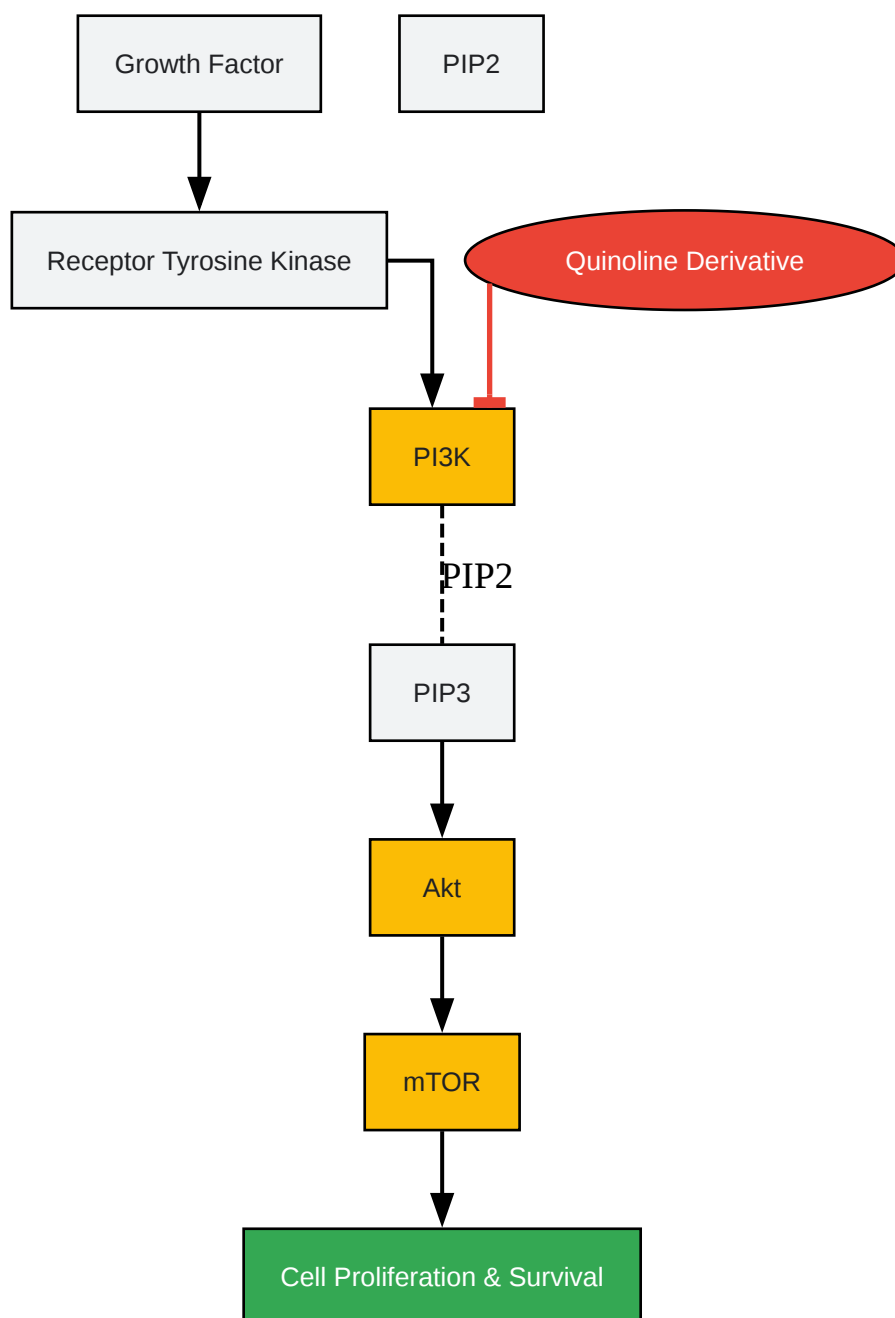 Growth Factor
PIP2
Receptor Tyrosine Kinase
Quinoline Derivative
PI3K
PIP2
PIP3
Akt
mTOR
Cell Proliferation & Survival